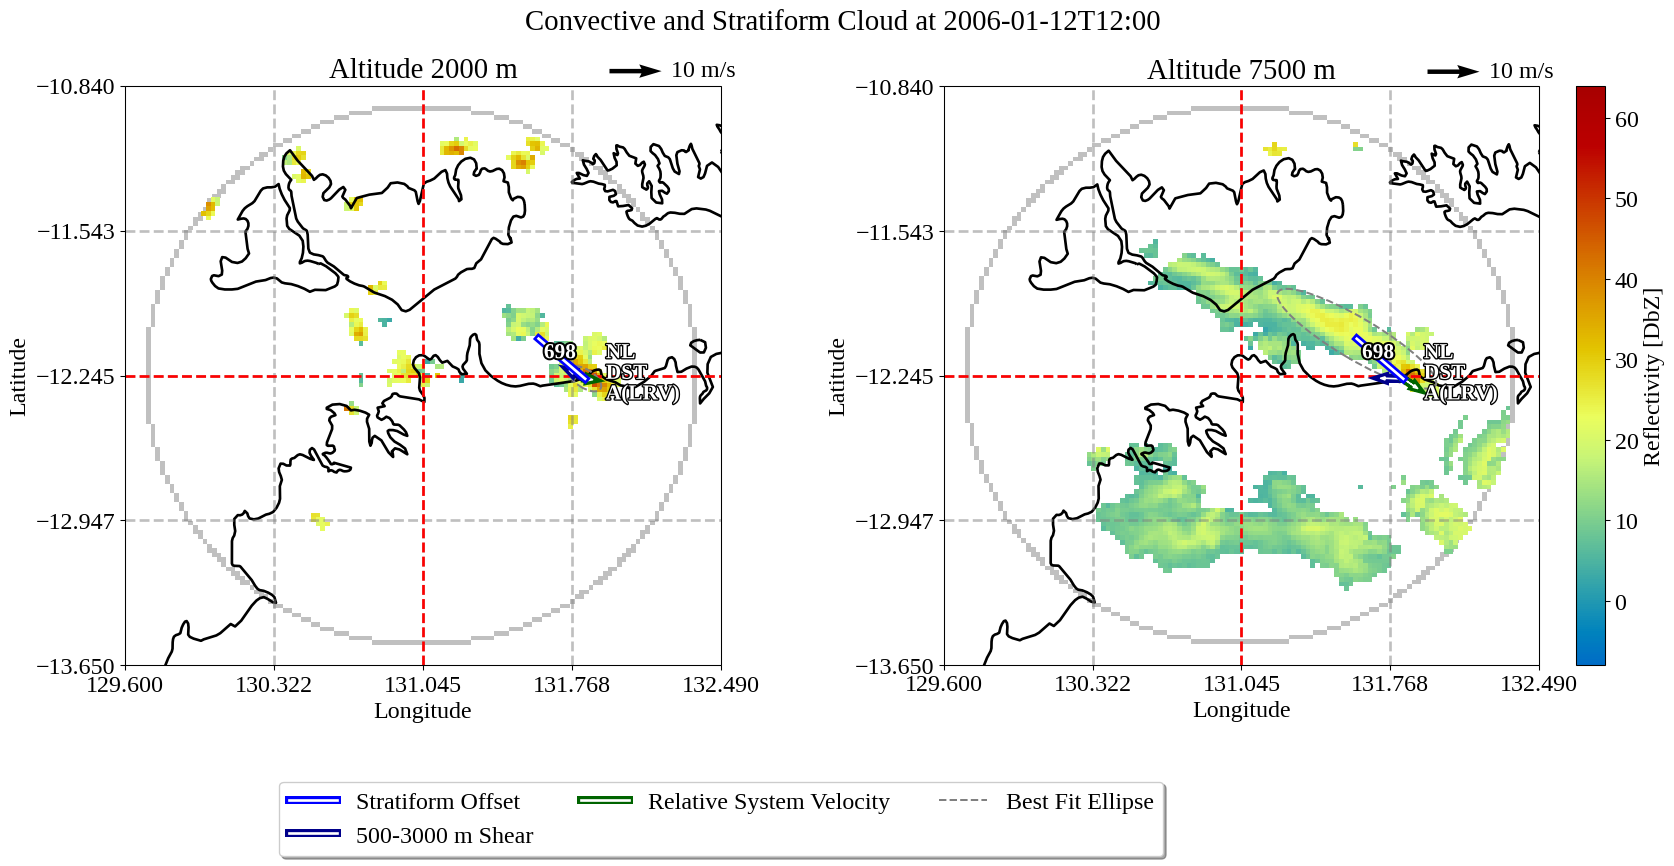 Convective and Stratiform Cloud at 2006-01-12T12:00
Altitude 2000 m
10 m/s
−10.840
−11.543
−12.245
−12.947
−13.650
129.600
130.322
131.045
131.768
132.490
Latitude
Longitude
698
NL
DST
A(LRV)
Altitude 7500 m
10 m/s
−10.840
−11.543
−12.245
−12.947
−13.650
129.600
130.322
131.045
131.768
132.490
Latitude
Longitude
698
NL
DST
A(LRV)
60
50
40
30
20
10
0
Reflectivity [DbZ]
Stratiform Offset
Relative System Velocity
Best Fit Ellipse
500-3000 m Shear